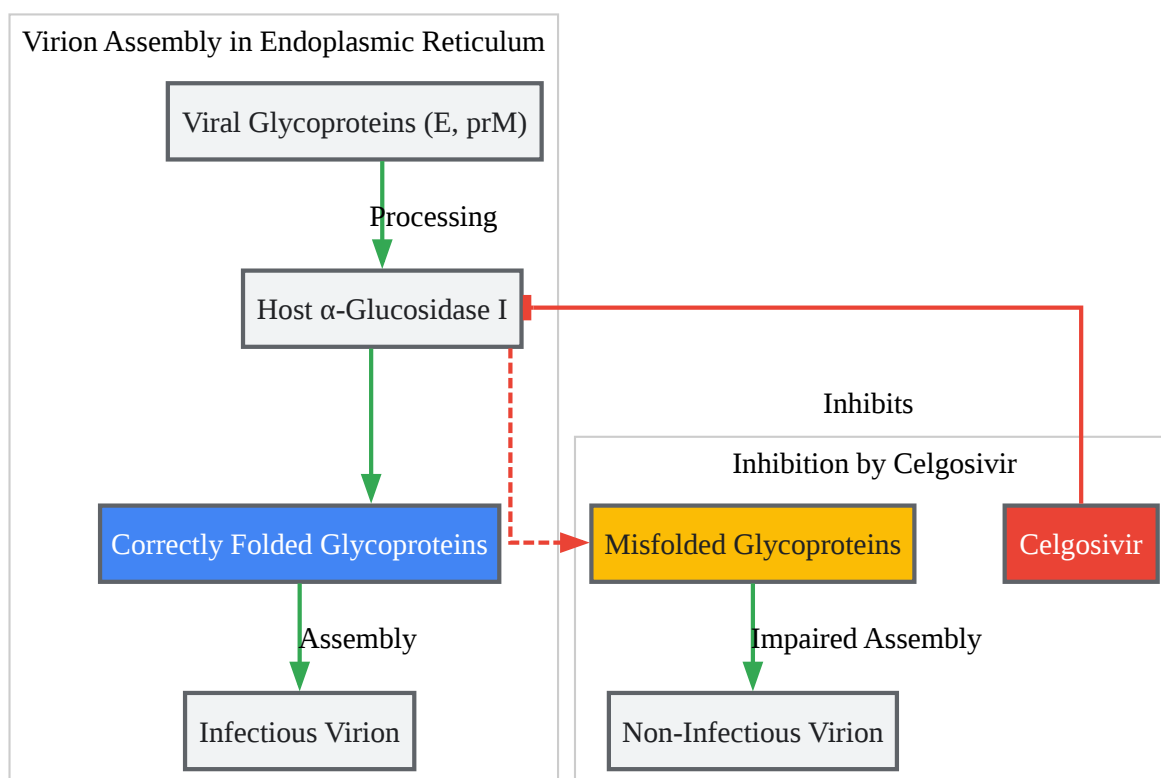 Virion Assembly in Endoplasmic Reticulum
Viral Glycoproteins (E, prM)
Processing
Host α-Glucosidase I
Inhibits
Inhibition by Celgosivir
Correctly Folded Glycoproteins
Misfolded Glycoproteins
Celgosivir
Assembly
Impaired Assembly
Infectious Virion
Non-Infectious Virion